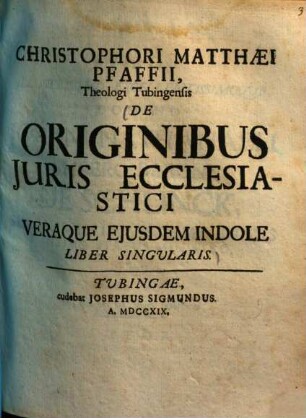 3
CHRISTOPHORI MATTHÆI
PFAFFII,
Theologi Tubingensis
(DE
ORIGINIBUS
JURIS ECCLESIA-
STICI
VERAQUE EJUSDEM INDOLE
LIBER SINGULARIS.)
TUBINGAE,
cudebat JOSEPHUS SIGMUNDUS.
A. MDCCXIX.